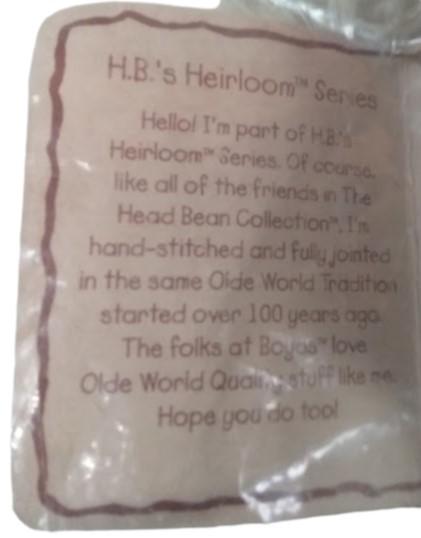 H.B.'s Heirloom™ Series
Hello! I'm part of H.B.'s
Heirloom™ Series. Of course,
like all of the friends in The
Head Bean Collection™, I'm
hand-stitched and fully jointed
in the same Olde World Tradition
started over 100 years ago.
The folks at Boyds™ love
Olde World Quality stuff like me.
Hope you do too!